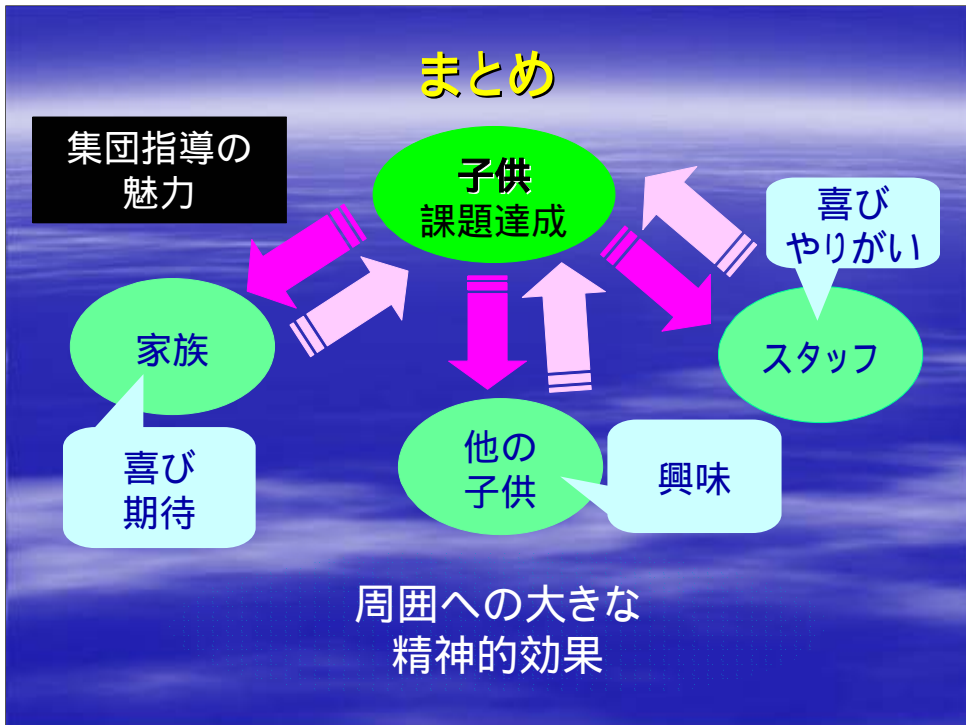 まとめ
集団指導の
魅力
子供
課題達成
喜び
やりがい
家族
スタッフ
喜び
期待
他の
子供
興味
周囲への大きな
精神的効果